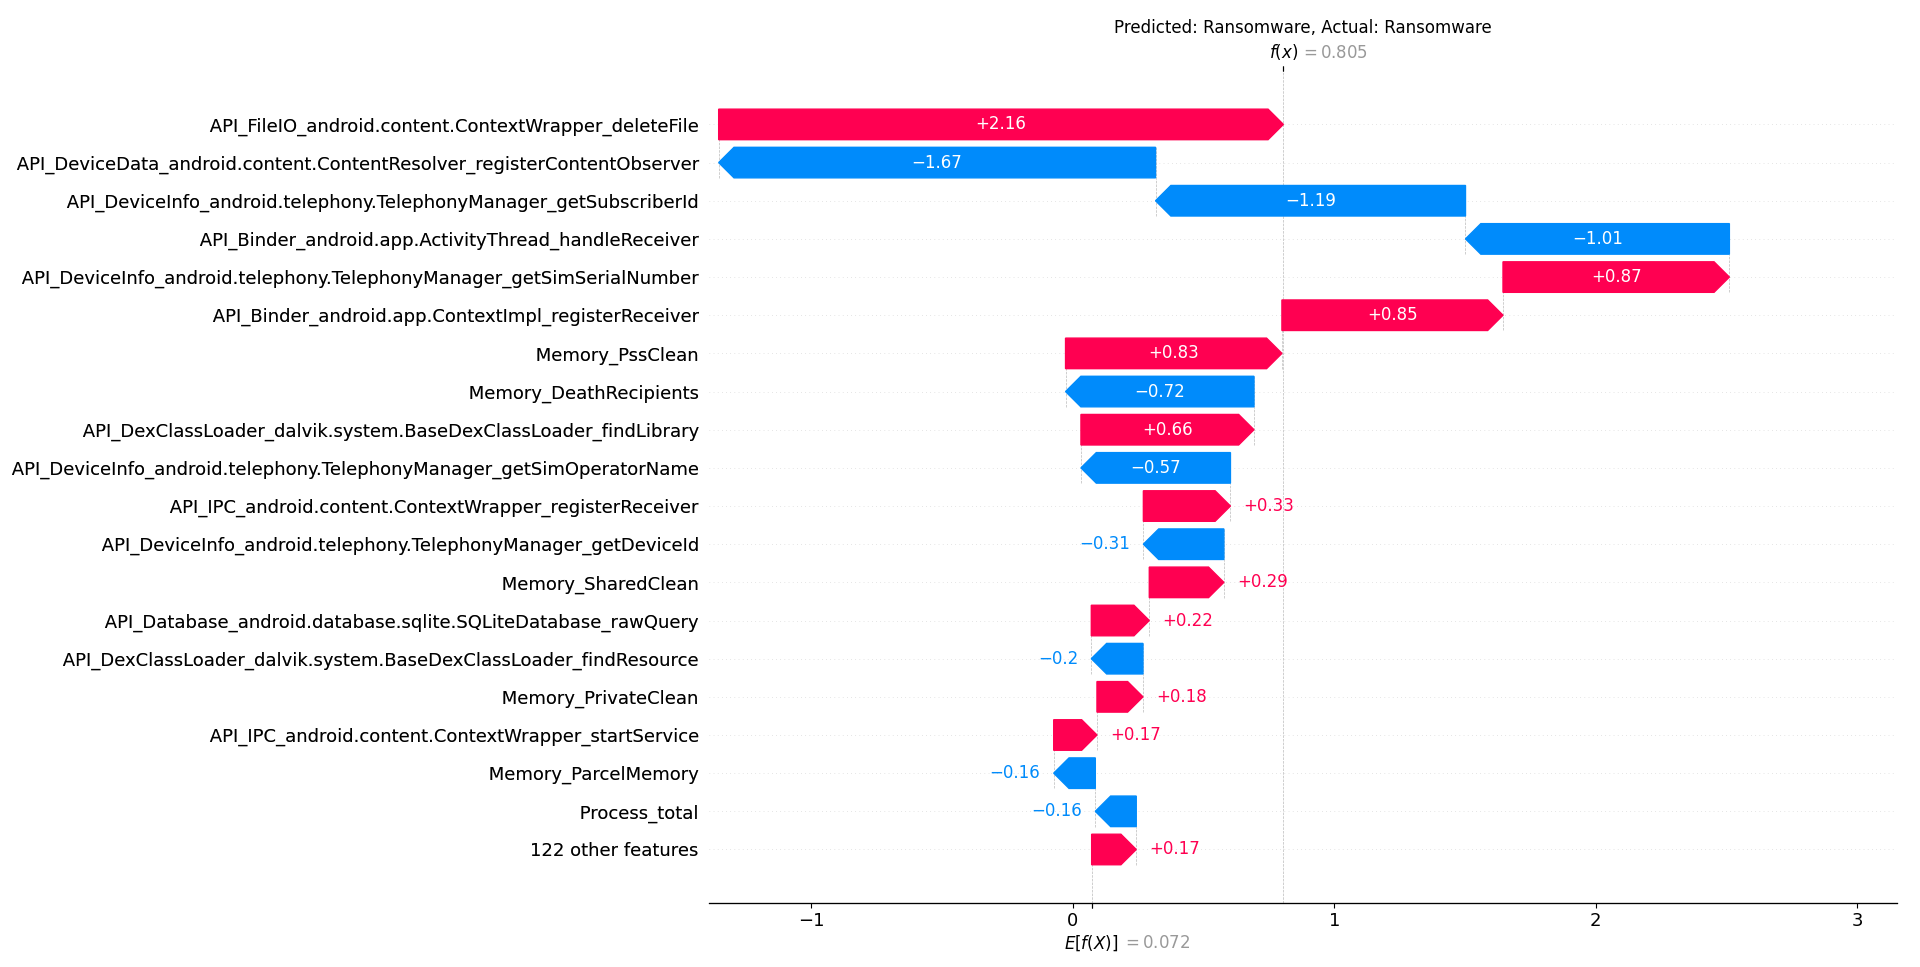 Predicted: Ransomware, Actual: Ransomware
f(x) = 0.805
API_FileIO_android.content.ContextWrapper_deleteFile +2.16
API_DeviceData_android.content.ContentResolver_registerContentObserver −1.67
API_DeviceInfo_android.telephony.TelephonyManager_getSubscriberId −1.19
API_Binder_android.app.ActivityThread_handleReceiver −1.01
API_DeviceInfo_android.telephony.TelephonyManager_getSimSerialNumber +0.87
API_Binder_android.app.ContextImpl_registerReceiver +0.85
Memory_PssClean +0.83
Memory_DeathRecipients −0.72
API_DexClassLoader_dalvik.system.BaseDexClassLoader_findLibrary +0.66
API_DeviceInfo_android.telephony.TelephonyManager_getSimOperatorName −0.57
API_IPC_android.content.ContextWrapper_registerReceiver +0.33
API_DeviceInfo_android.telephony.TelephonyManager_getDeviceId −0.31
Memory_SharedClean +0.29
API_Database_android.database.sqlite.SQLiteDatabase_rawQuery +0.22
API_DexClassLoader_dalvik.system.BaseDexClassLoader_findResource −0.2
Memory_PrivateClean +0.18
API_IPC_android.content.ContextWrapper_startService +0.17
Memory_ParcelMemory −0.16
Process_total −0.16
122 other features +0.17
−1 0 1 2 3
E[f(X)] = 0.072